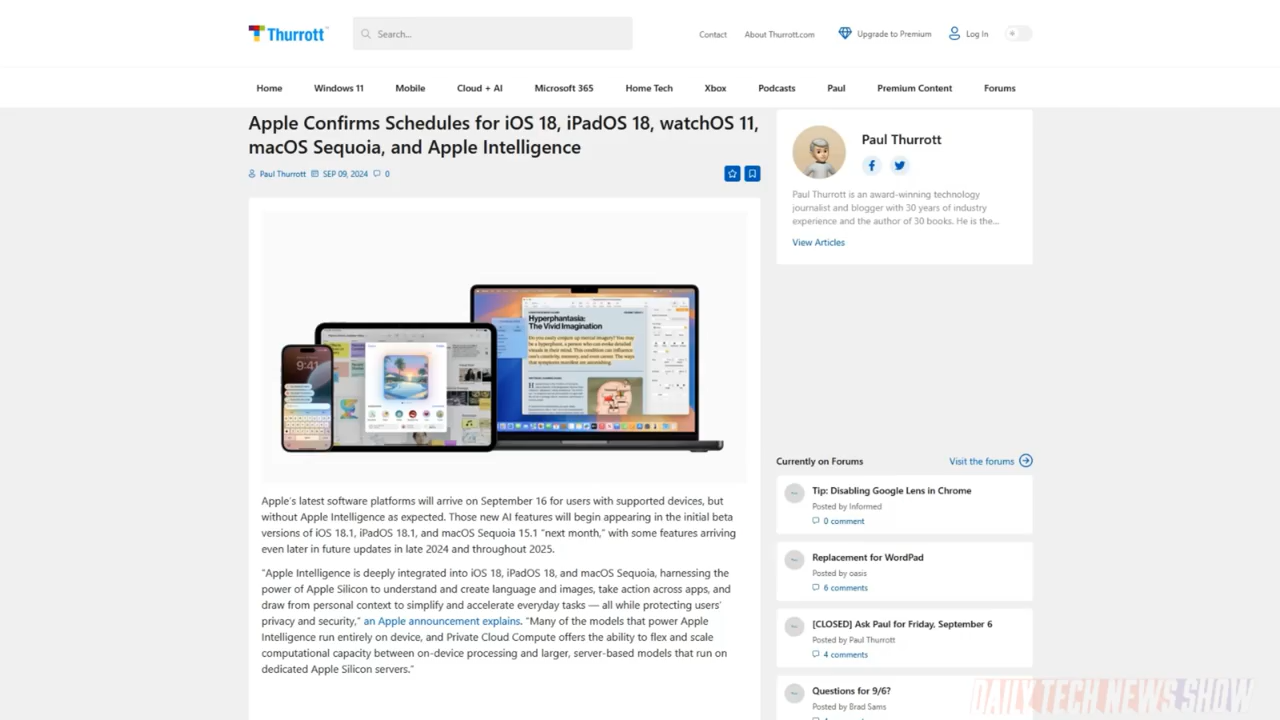 Thurrott
Search...
Contact
About Thurrott.com
Upgrade to Premium
Log In
Home
Windows 11
Mobile
Cloud + AI
Microsoft 365
Home Tech
Xbox
Podcasts
Paul
Premium Content
Forums
Apple Confirms Schedules for iOS 18, iPadOS 18, watchOS 11,
macOS Sequoia, and Apple Intelligence
Paul Thurrott SEP 09, 2024 0
9:41
Hyperphantasia:
The Vivid Imagination
Apple's latest software platforms will arrive on September 16 for users with supported devices, but
without Apple Intelligence as expected. Those new AI features will begin appearing in the initial beta
versions of iOS 18.1, iPadOS 18.1, and macOS Sequoia 15.1 "next month," with some features arriving
even later in future updates in late 2024 and throughout 2025.
"Apple Intelligence is deeply integrated into iOS 18, iPadOS 18, and macOS Sequoia, harnessing the
power of Apple Silicon to understand and create language and images, take action across apps, and
draw from personal context to simplify and accelerate everyday tasks — all while protecting users'
privacy and security," an Apple announcement explains. "Many of the models that power Apple
Intelligence run entirely on device, and Private Cloud Compute offers the ability to flex and scale
computational capacity between on-device processing and larger, server-based models that run on
dedicated Apple Silicon servers."
Paul Thurrott
Paul Thurrott is an award-winning technology
journalist and blogger with 30 years of industry
experience and the author of 30 books. He is the...
View Articles
Currently on Forums
Visit the forums
Tip: Disabling Google Lens in Chrome
Posted by Informed
0 comment
Replacement for WordPad
Posted by oasis
6 comments
[CLOSED] Ask Paul for Friday, September 6
Posted by Paul Thurrott
4 comments
Questions for 9/6?
Posted by Brad Sams
DAILY TECH NEWS SHOW